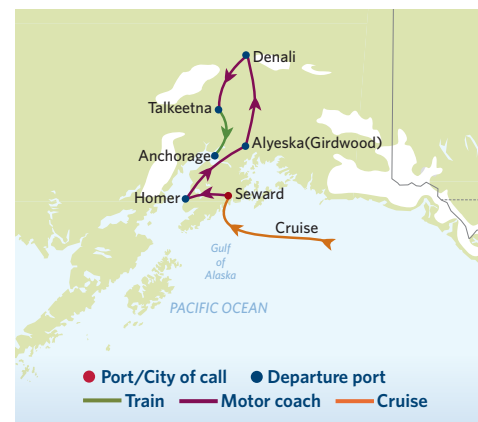 Denali
Talkeetna
Alyeska(Girdwood)
Anchorage
Homer
Seward
Cruise
Gulf
of
Alaska
PACIFIC OCEAN
Port/City of call
Departure port
Train
Motor coach
Cruise